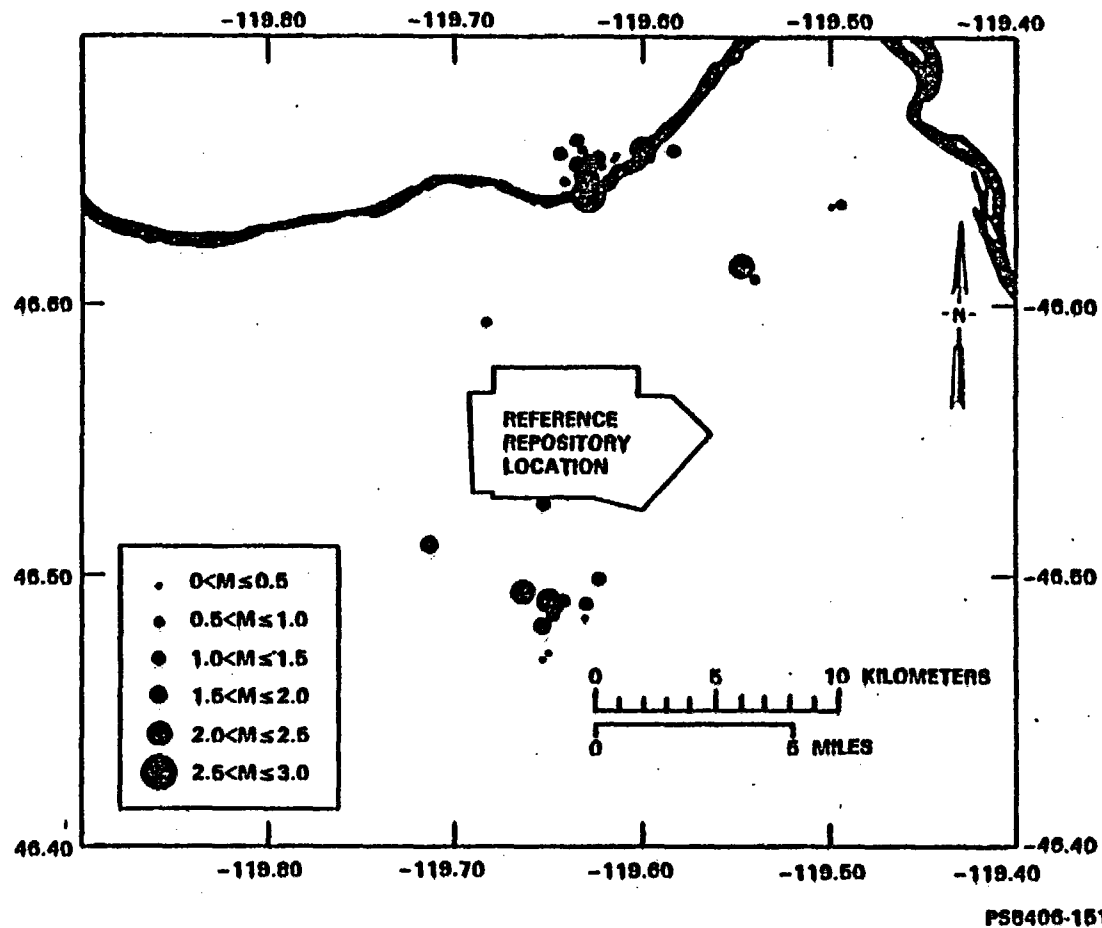 -119.80 -119.70 -119.60 -119.50 -119.40
46.60 -46.60
-N-
REFERENCE
REPOSITORY
LOCATION
46.50 -46.50
0<M≤0.5
0.5<M≤1.0
1.0<M≤1.5
1.5<M≤2.0
2.0<M≤2.5
2.5<M≤3.0
0 5 10 KILOMETERS
0 5 MILES
46.40 -46.40
-119.80 -119.70 -119.60 -119.50 -119.40
PS8406-151